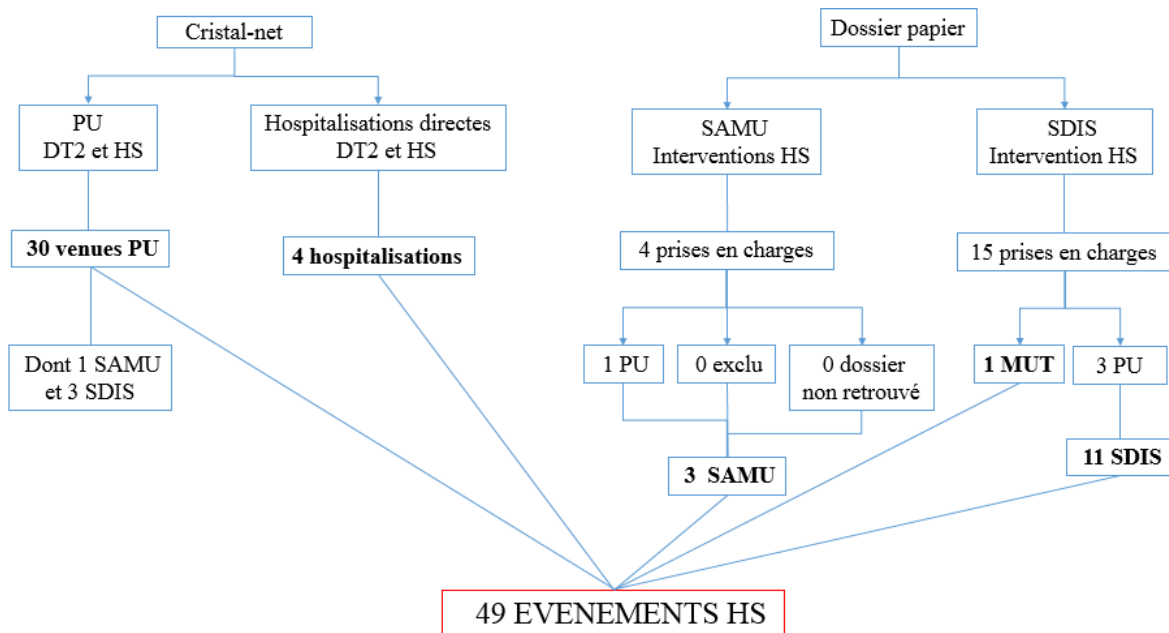 Cristal-net
Dossier papier
PU
DT2 et HS
Hospitalisations directes
DT2 et HS
SAMU
Interventions HS
SDIS
Intervention HS
30 venues PU
4 hospitalisations
4 prises en charges
15 prises en charges
Dont 1 SAMU
et 3 SDIS
1 PU
0 exclu
0 dossier
non retrouvé
1 MUT
3 PU
3 SAMU
11 SDIS
49 EVENEMENTS HS